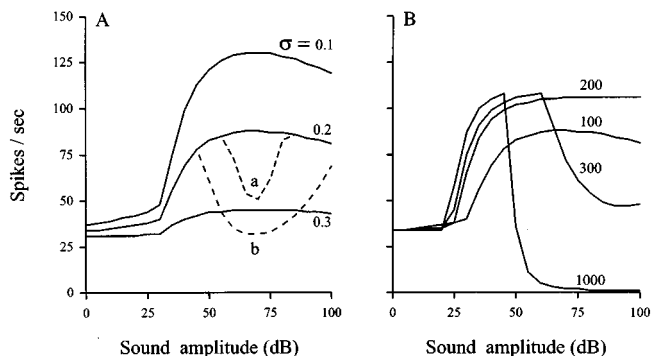 A
B
150
125
100
75
50
25
0
Spikes / sec
σ = 0.1
0.2
0.3
a
b
200
100
300
1000
0 25 50 75 100
0 25 50 75 100
Sound amplitude (dB)
Sound amplitude (dB)